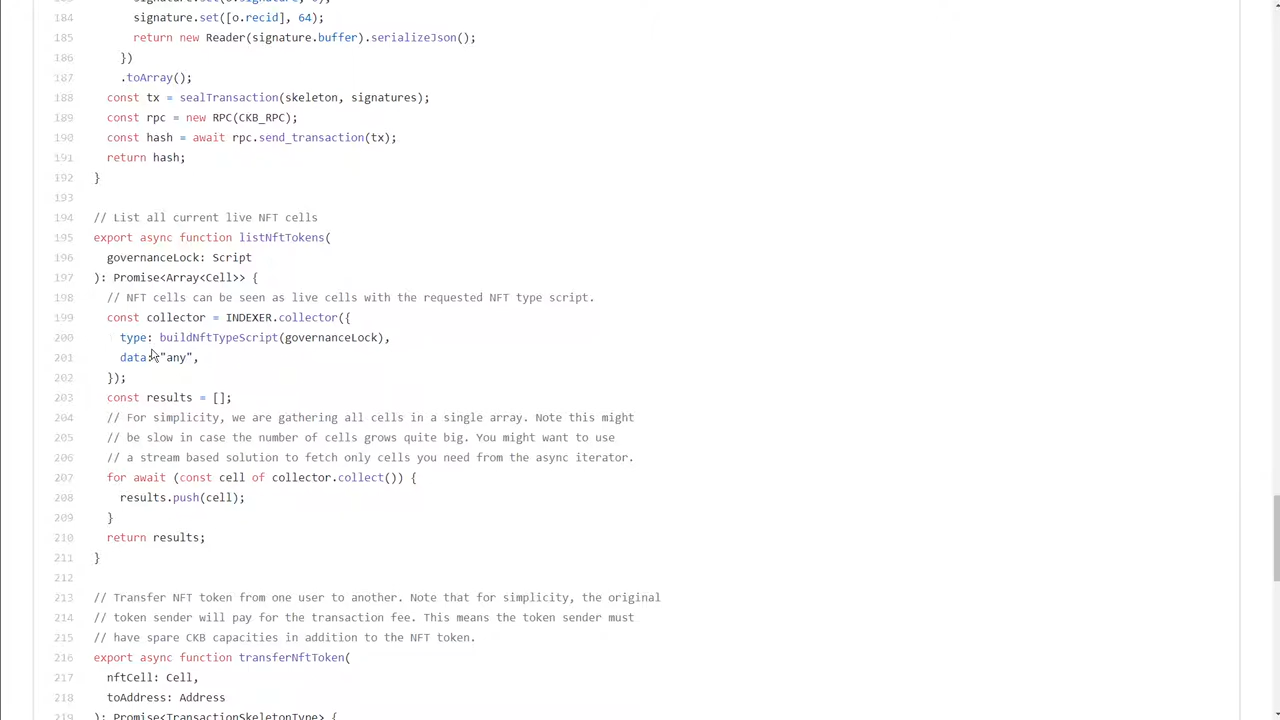 184 signature.set([o.recid], 64);
185 return new Reader(signature.buffer).serializeJson();
186 })
187 .toArray();
188 const tx = sealTransaction(skeleton, signatures);
189 const rpc = new RPC(CKB_RPC);
190 const hash = await rpc.send_transaction(tx);
191 return hash;
192 }
193
194 // List all current live NFT cells
195 export async function listNftTokens(
196 governanceLock: Script
197 ): Promise<Array<Cell>> {
198 // NFT cells can be seen as live cells with the requested NFT type script.
199 const collector = INDEXER.collector({
200 type: buildNftTypeScript(governanceLock),
201 data: "any",
202 });
203 const results = [];
204 // For simplicity, we are gathering all cells in a single array. Note this might
205 // be slow in case the number of cells grows quite big. You might want to use
206 // a stream based solution to fetch only cells you need from the async iterator.
207 for await (const cell of collector.collect()) {
208 results.push(cell);
209 }
210 return results;
211 }
212
213 // Transfer NFT token from one user to another. Note that for simplicity, the original
214 // token sender will pay for the transaction fee. This means the token sender must
215 // have spare CKB capacities in addition to the NFT token.
216 export async function transferNftToken(
217 nftCell: Cell,
218 toAddress: Address
219 ): Promise<TransactionSkeletonType> {